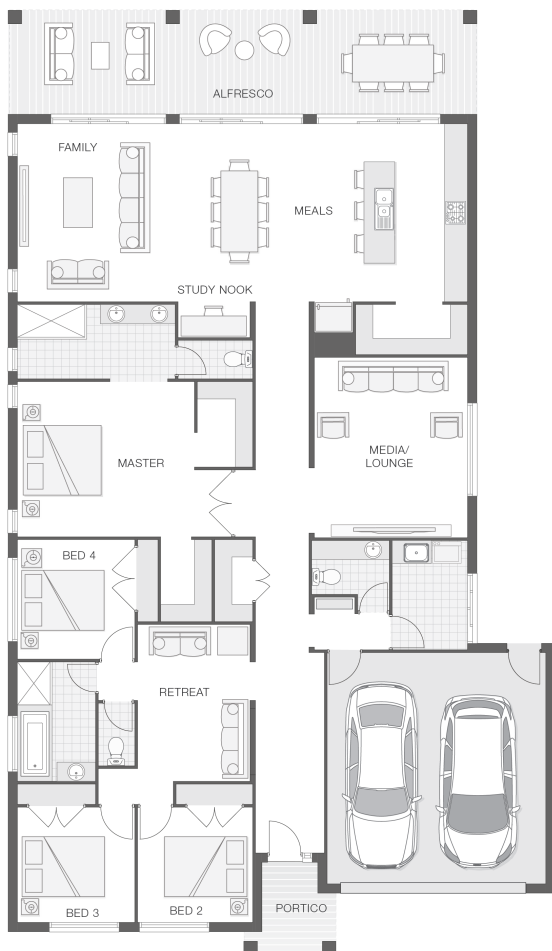 ALFRESCO
FAMILY
MEALS
STUDY NOOK
MASTER
MEDIA/
LOUNGE
BED 4
RETREAT
BED 3
BED 2
PORTICO